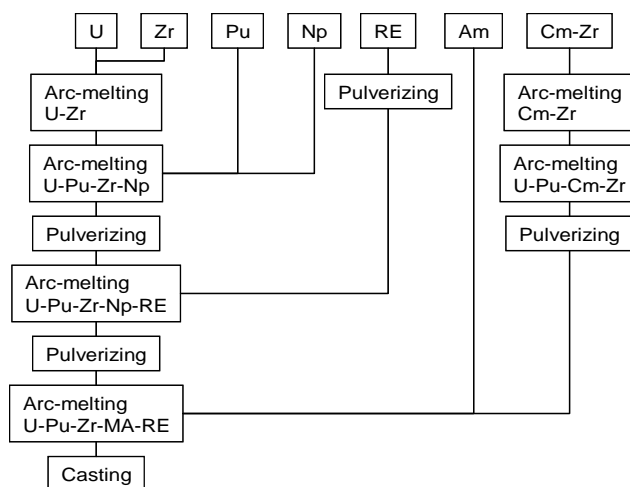 U
Zr
Pu
Np
RE
Am
Cm-Zr
Arc-melting
U-Zr
Pulverizing
Arc-melting
Cm-Zr
Arc-melting
U-Pu-Zr-Np
Arc-melting
U-Pu-Cm-Zr
Pulverizing
Pulverizing
Arc-melting
U-Pu-Zr-Np-RE
Pulverizing
Arc-melting
U-Pu-Zr-MA-RE
Casting